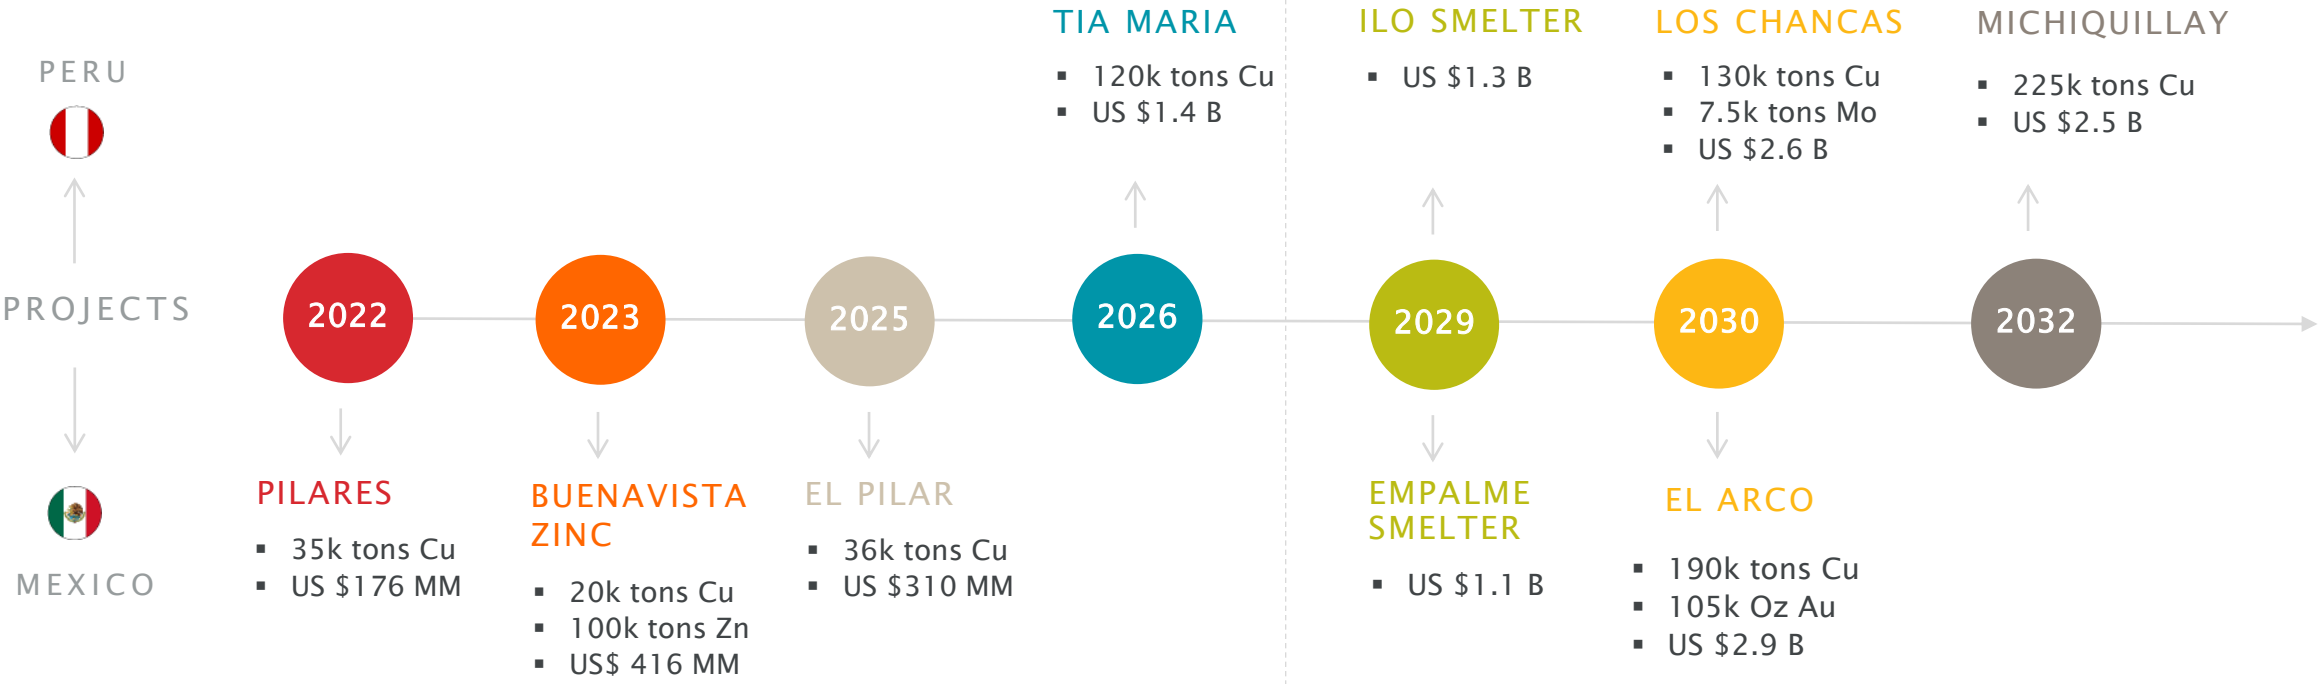 TIA MARIA
▪ 120k tons Cu
▪ US $1.4 B
ILO SMELTER
▪ US $1.3 B
LOS CHANCAS
▪ 130k tons Cu
▪ 7.5k tons Mo
▪ US $2.6 B
MICHIQUILLAY
▪ 225k tons Cu
▪ US $2.5 B
PERU
PROJECTS
2022
2023
2025
2026
2029
2030
2032
MEXICO
PILARES
▪ 35k tons Cu
▪ US $176 MM
BUENAVISTA
ZINC
▪ 20k tons Cu
▪ 100k tons Zn
▪ US$ 416 MM
EL PILAR
▪ 36k tons Cu
▪ US $310 MM
EMPALME
SMELTER
▪ US $1.1 B
EL ARCO
▪ 190k tons Cu
▪ 105k Oz Au
▪ US $2.9 B